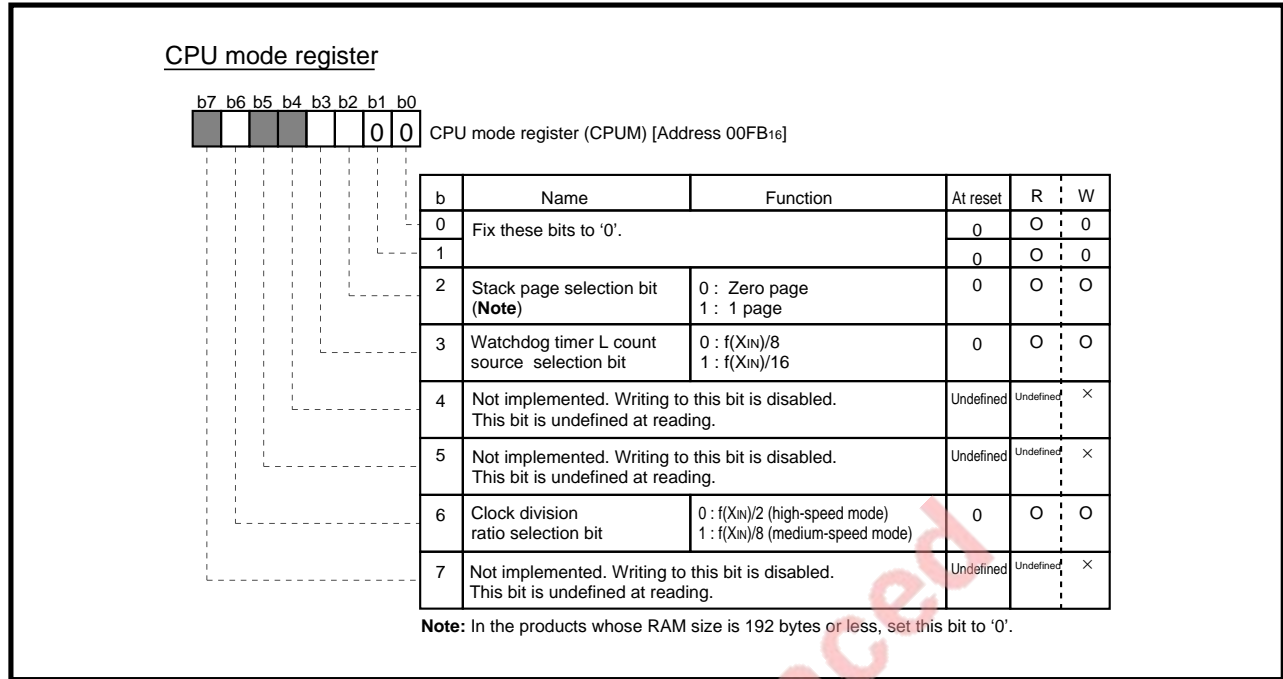 CPU mode register
b7 b6 b5 b4 b3 b2 b1 b0
0 0 CPU mode register (CPUM) [Address 00FB16]
b Name Function At reset R W
0 Fix these bits to ‘0’. 0 O 0
1 0 O 0
2 Stack page selection bit 0 : Zero page 0 O O
(Note) 1 : 1 page
3 Watchdog timer L count 0 : f(XIN)/8 0 O O
source selection bit 1 : f(XIN)/16
4 Not implemented. Writing to this bit is disabled. Undefined Undefined ×
This bit is undefined at reading.
5 Not implemented. Writing to this bit is disabled. Undefined Undefined ×
This bit is undefined at reading.
6 Clock division 0 : f(XIN)/2 (high-speed mode) 0 O O
ratio selection bit 1 : f(XIN)/8 (medium-speed mode)
7 Not implemented. Writing to this bit is disabled. Undefined Undefined ×
This bit is undefined at reading.
Note: In the products whose RAM size is 192 bytes or less, set this bit to ‘0’.